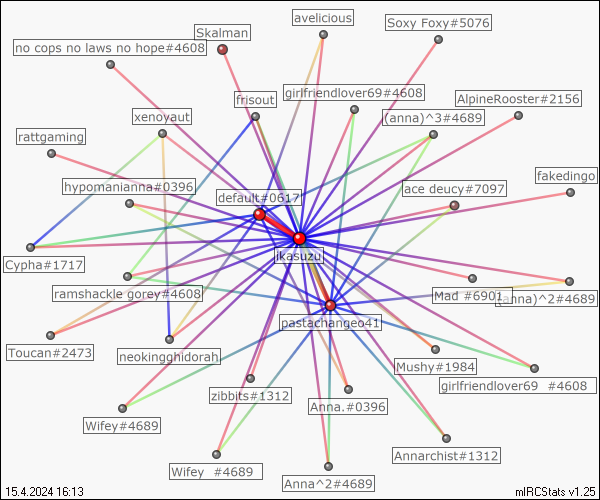 avelicious
Soxy Foxy#5076
Skalman
no cops no laws no hope#4608
girlfriendlover69#4608
frisout
AlpineRooster#2156
xenoyaut
(anna)^3#4689
rattgaming
fakedingo
hypomanianna#0396
ace deucy#7097
default#0617
jkasuzu
Cypha#1717
ramshackle gorey#4608
Mad #6901
(anna)^2#4689
pastachangeo41
Toucan#2473
neokingghidorah
Mushy#1984
girlfriendlover69 #4608
zibbits#1312
Anna.#0396
Wifey#4689
Annarchist#1312
Wifey #4689
Anna^2#4689
15.4.2024 16:13
mIRCStats v1.25